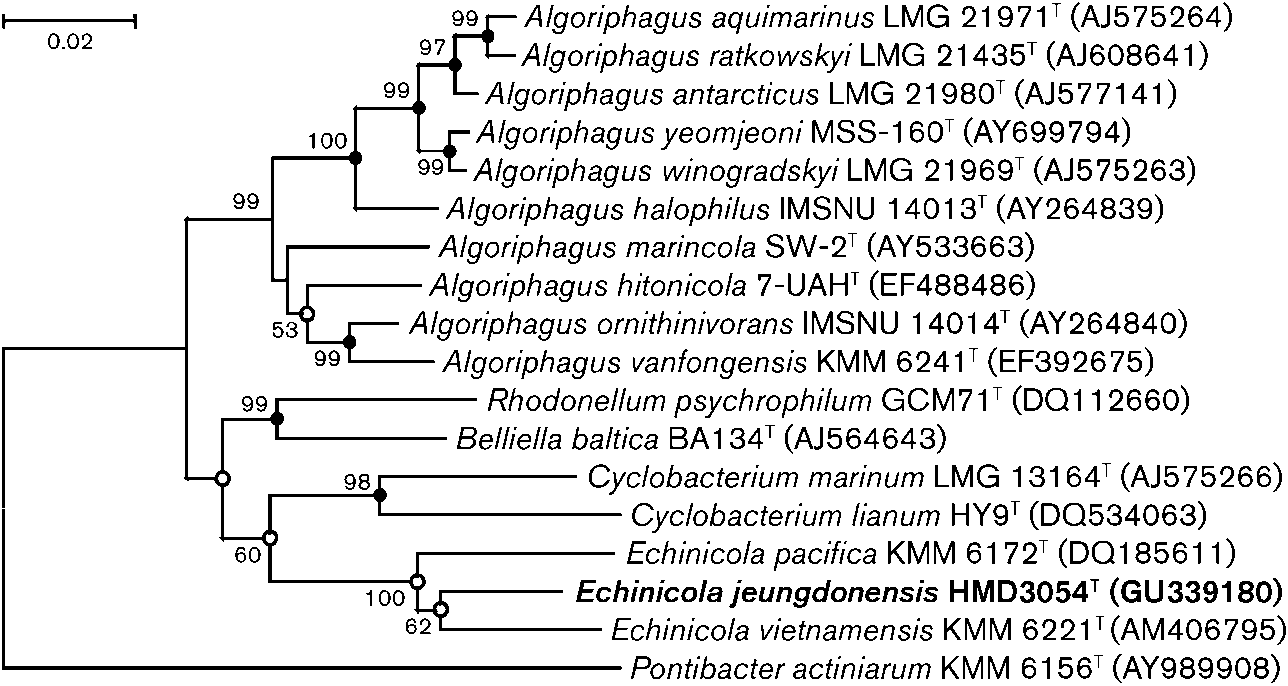 0.02
99
Algoriphagus aquimarinus LMG 21971ᵀ (AJ575264)
97
Algoriphagus ratkowskyi LMG 21435ᵀ (AJ608641)
99
Algoriphagus antarcticus LMG 21980ᵀ (AJ577141)
100
Algoriphagus yeomjeoni MSS-160ᵀ (AY699794)
99
Algoriphagus winogradskyi LMG 21969ᵀ (AJ575263)
99
Algoriphagus halophilus IMSNU 14013ᵀ (AY264839)
Algoriphagus marincola SW-2ᵀ (AY533663)
Algoriphagus hitonicola 7-UAHᵀ (EF488486)
53
Algoriphagus ornithinivorans IMSNU 14014ᵀ (AY264840)
99
Algoriphagus vanfongensis KMM 6241ᵀ (EF392675)
99
Rhodonellum psychrophilum GCM71ᵀ (DQ112660)
Belliella baltica BA134ᵀ (AJ564643)
98
Cyclobacterium marinum LMG 13164ᵀ (AJ575266)
Cyclobacterium lianum HY9ᵀ (DQ534063)
60
Echinicola pacifica KMM 6172ᵀ (DQ185611)
100
Echinicola jeungdonensis HMD3054ᵀ (GU339180)
62
Echinicola vietnamensis KMM 6221ᵀ (AM406795)
Pontibacter actiniarum KMM 6156ᵀ (AY989908)